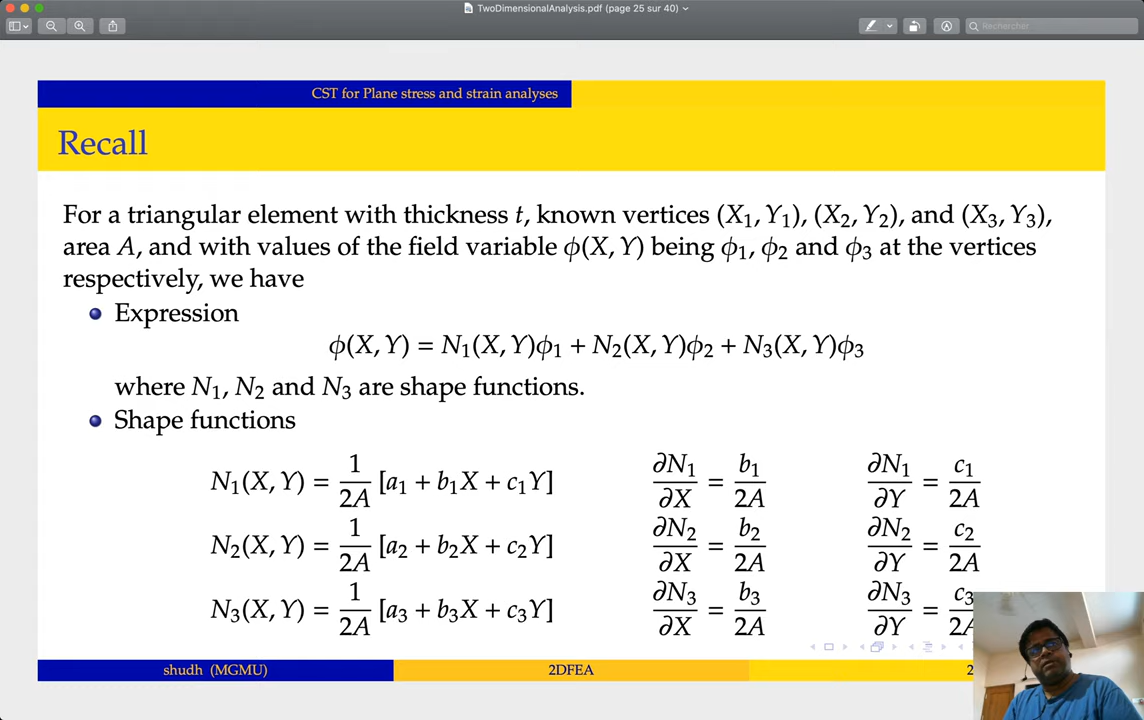 TwoDimensionalAnalysis.pdf (page 25 sur 40)
Rechercher
CST for Plane stress and strain analyses
Recall
For a triangular element with thickness t, known vertices (X₁, Y₁), (X₂, Y₂), and (X₃, Y₃),
area A, and with values of the field variable ϕ(X, Y) being ϕ₁, ϕ₂ and ϕ₃ at the vertices
respectively, we have
Expression
ϕ(X, Y) = N₁(X, Y)ϕ₁ + N₂(X, Y)ϕ₂ + N₃(X, Y)ϕ₃
where N₁, N₂ and N₃ are shape functions.
Shape functions
N₁(X, Y) = 1/2A [a₁ + b₁X + c₁Y] ∂N₁/∂X = b₁/2A ∂N₁/∂Y = c₁/2A
N₂(X, Y) = 1/2A [a₂ + b₂X + c₂Y] ∂N₂/∂X = b₂/2A ∂N₂/∂Y = c₂/2A
N₃(X, Y) = 1/2A [a₃ + b₃X + c₃Y] ∂N₃/∂X = b₃/2A ∂N₃/∂Y = c₃/2A
shudh (MGMU) 2DFEA